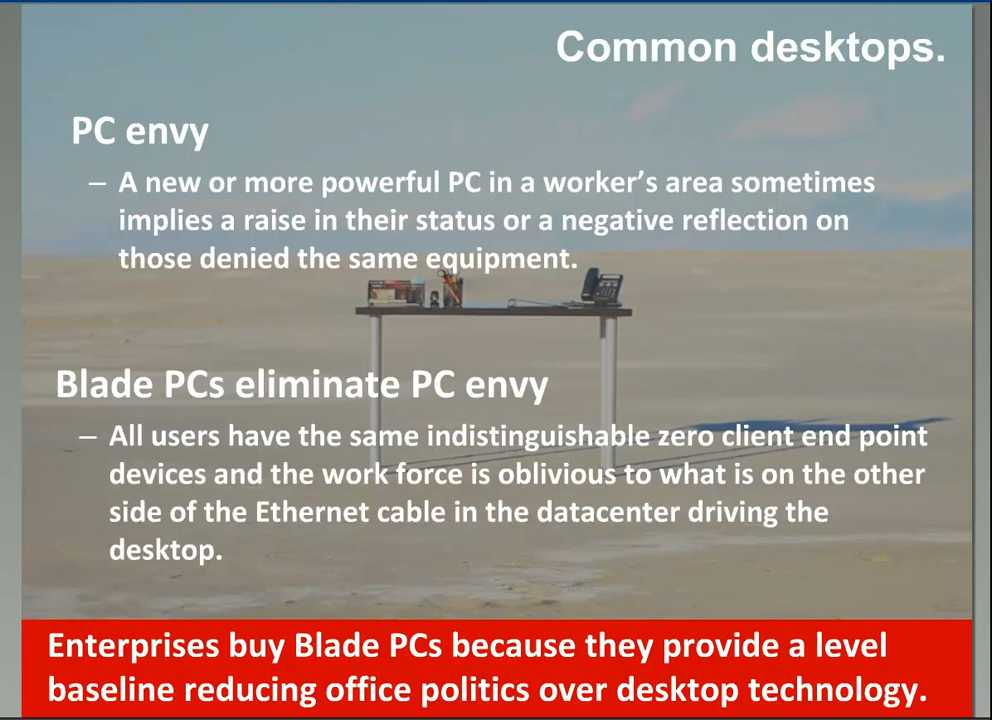 Common desktops.
PC envy
– A new or more powerful PC in a worker’s area sometimes
implies a raise in their status or a negative reflection on
those denied the same equipment.
Blade PCs eliminate PC envy
– All users have the same indistinguishable zero client end point
devices and the work force is oblivious to what is on the other
side of the Ethernet cable in the datacenter driving the
desktop.
Enterprises buy Blade PCs because they provide a level
baseline reducing office politics over desktop technology.